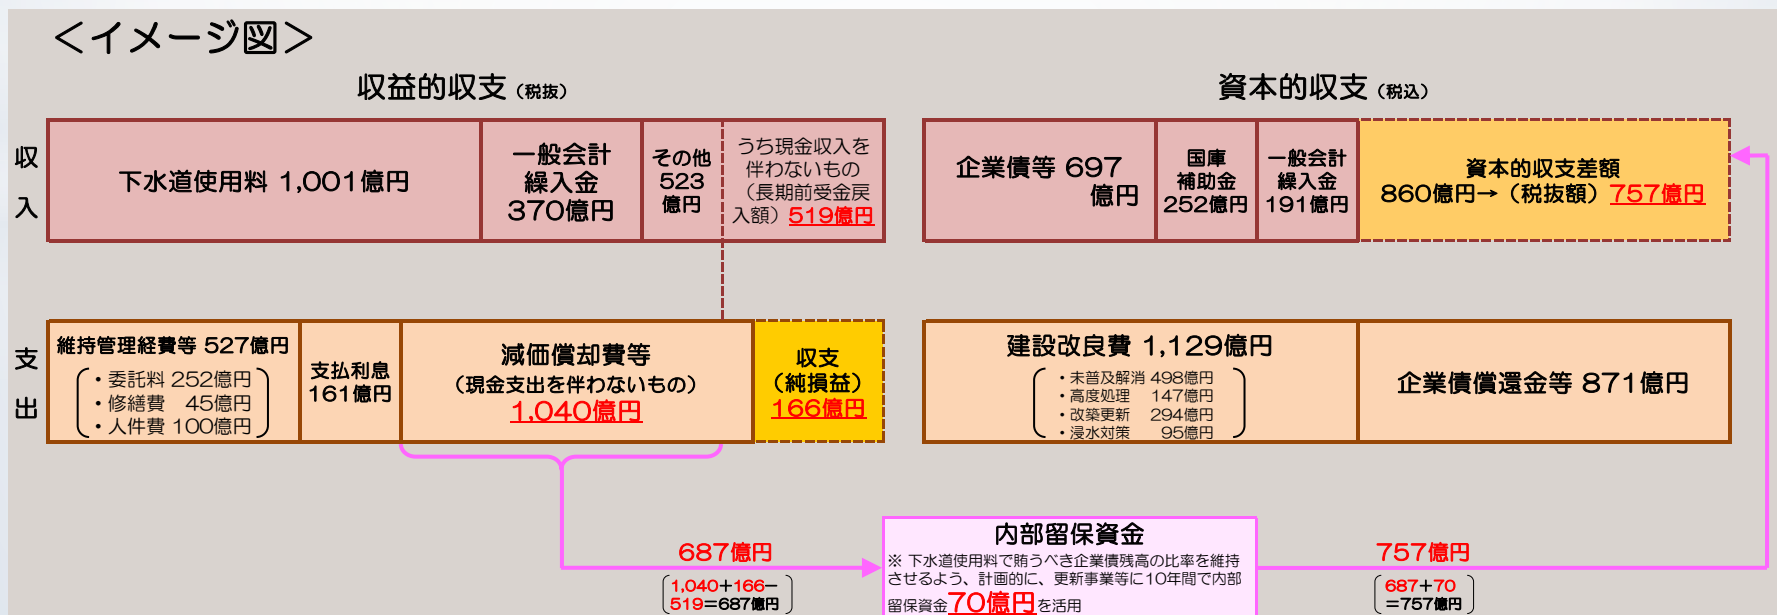 ＜イメージ図＞
収益的収支（税抜）
資本的収支（税込）
収
入
下水道使用料 1,001億円
一般会計
繰入金
370億円
その他
523
億円
うち現金収入を
伴わないもの
（長期前受金戻
入額）519億円
企業債等 697
億円
国庫
補助金
252億円
一般会計
繰入金
191億円
資本的収支差額
860億円→（税抜額）757億円
支
出
維持管理経費等 527億円
・委託料 252億円
・修繕費 45億円
・人件費 100億円
支払利息
161億円
減価償却費等
（現金支出を伴わないもの）
1,040億円
収支
（純損益）
166億円
建設改良費 1,129億円
・未普及解消 498億円
・高度処理 147億円
・改築更新 294億円
・浸水対策 95億円
企業債償還金等 871億円
687億円
1,040+166−
519=687億円
内部留保資金
※ 下水道使用料で賄うべき企業債残高の比率を維持
させるよう、計画的に、更新事業等に10年間で内部
留保資金70億円を活用
757億円
687+70
=757億円